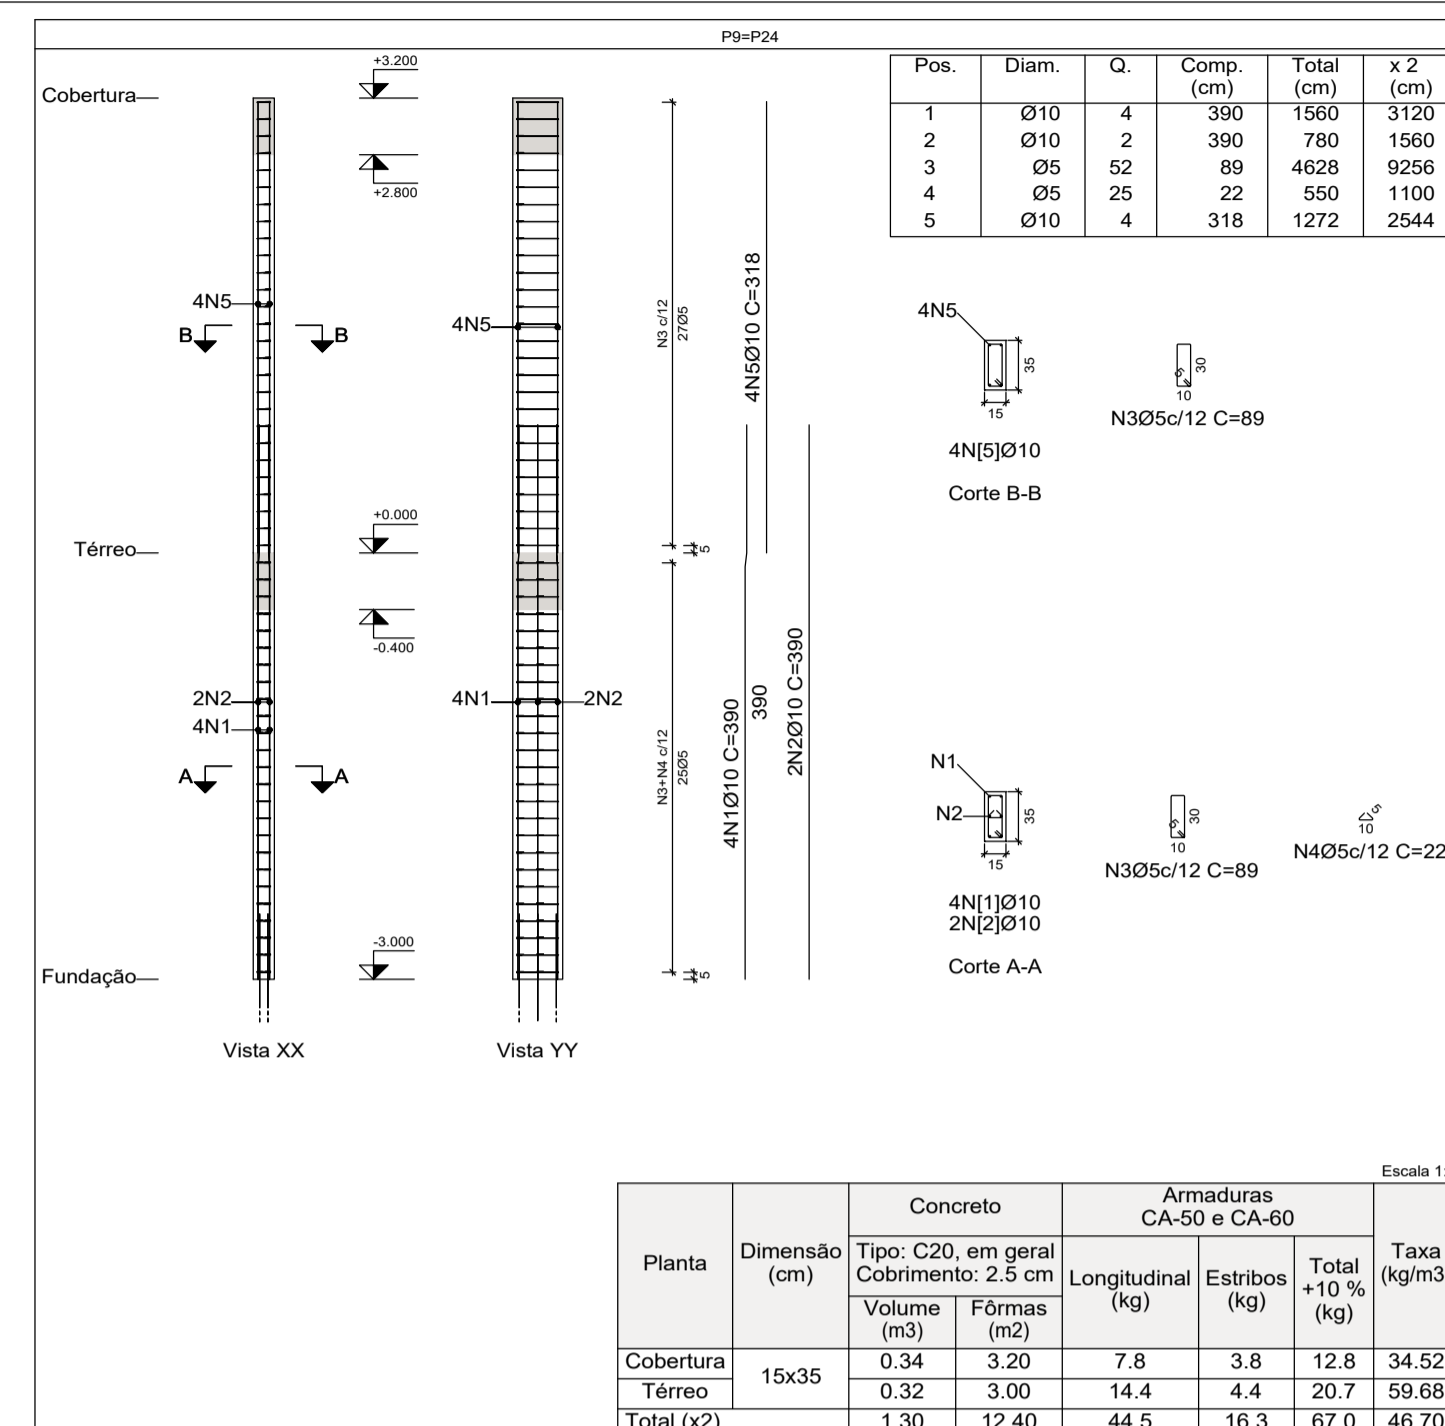 P9=P24
Cobertura
+3.200
+2.800
4N5
B B
4N5
N3 c/12
27Ø5
4N5Ø10 C=318
Térreo
+0.000
-0.400
5
2N2
4N1
4N1
2N2
A A
N3+N4 c/12
25Ø5
4N1Ø10 C=390
390
2N2Ø10 C=390
Fundação
-3.000
5
Vista XX
Vista YY
Pos. Diam. Q. Comp. (cm) Total (cm) x 2 (cm)
1 Ø10 4 390 1560 3120
2 Ø10 2 390 780 1560
3 Ø5 52 89 4628 9256
4 Ø5 25 22 550 1100
5 Ø10 4 318 1272 2544
4N5
35
15
4N[5]Ø10
Corte B-B
5
30
10
N3Ø5c/12 C=89
N1
N2
35
15
4N[1]Ø10
2N[2]Ø10
Corte A-A
5
30
10
N3Ø5c/12 C=89
5
10
N4Ø5c/12 C=22
Escala 1:
Planta
Dimensão
(cm)
Concreto
Tipo: C20, em geral
Cobrimento: 2.5 cm
Volume
(m3)
Fôrmas
(m2)
Armaduras
CA-50 e CA-60
Longitudinal
(kg)
Estribos
(kg)
Total
+10 %
(kg)
Taxa
(kg/m3
Cobertura 15x35 0.34 3.20 7.8 3.8 12.8 34.52
Térreo 0.32 3.00 14.4 4.4 20.7 59.68
Total (x2) 1.30 12.40 44.5 16.3 67.0 46.70